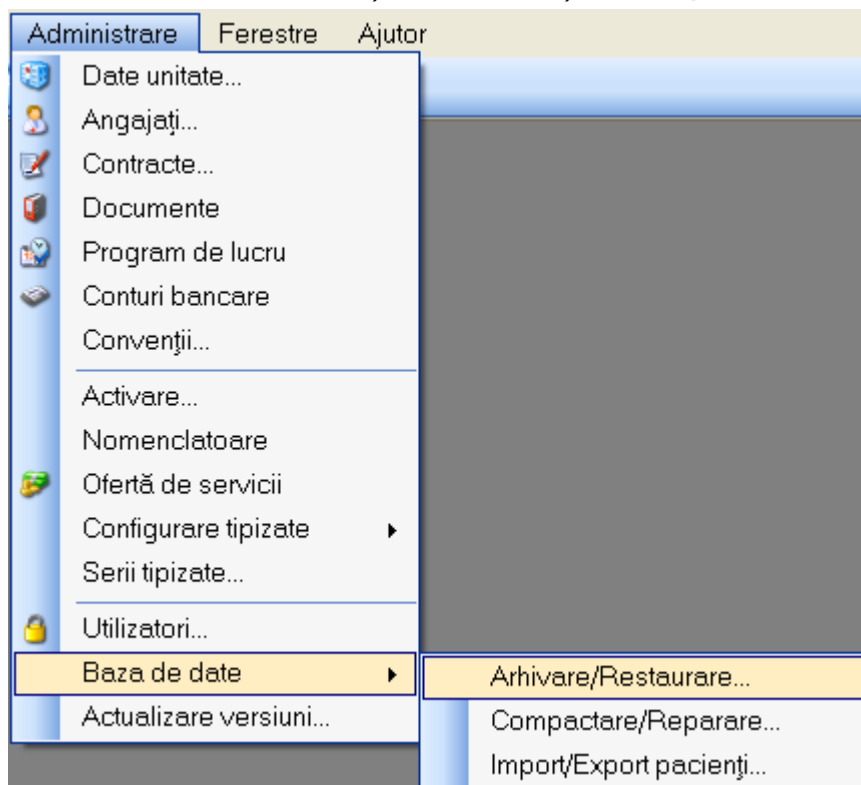 Administrare Ferestre Ajutor
Date unitate...
Angajaţi...
Contracte...
Documente
Program de lucru
Conturi bancare
Convenţii...
Activare...
Nomenclatoare
Ofertă de servicii
Configurare tipizate
Serii tipizate...
Utilizatori...
Baza de date
Arhivare/Restaurare...
Actualizare versiuni...
Compactare/Reparare...
Import/Export pacienţi...